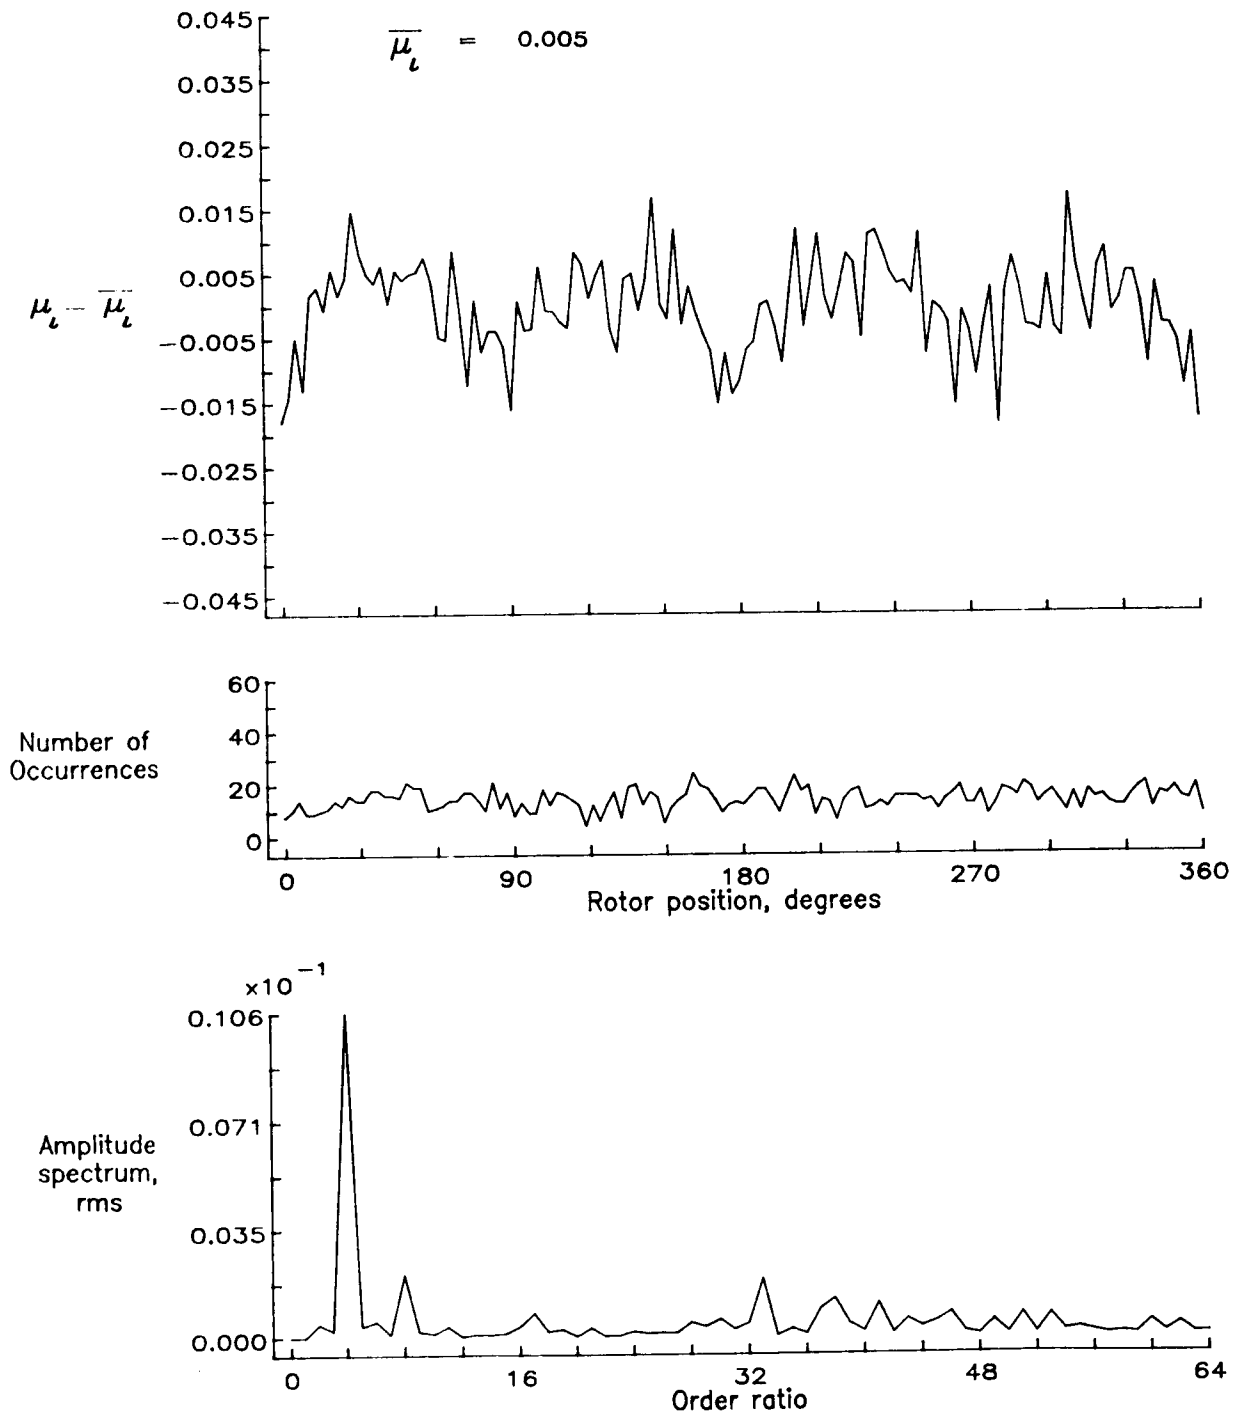 0.045
0.035
0.025
0.015
0.005
−0.005
−0.015
−0.025
−0.035
−0.045
μ̅ι = 0.005
μι − μ̅ι
60
40
20
0
Number of
Occurrences
0 90 180 270 360
Rotor position, degrees
×10⁻¹
0.106
0.071
0.035
0.000
Amplitude
spectrum,
rms
0 16 32 48 64
Order ratio